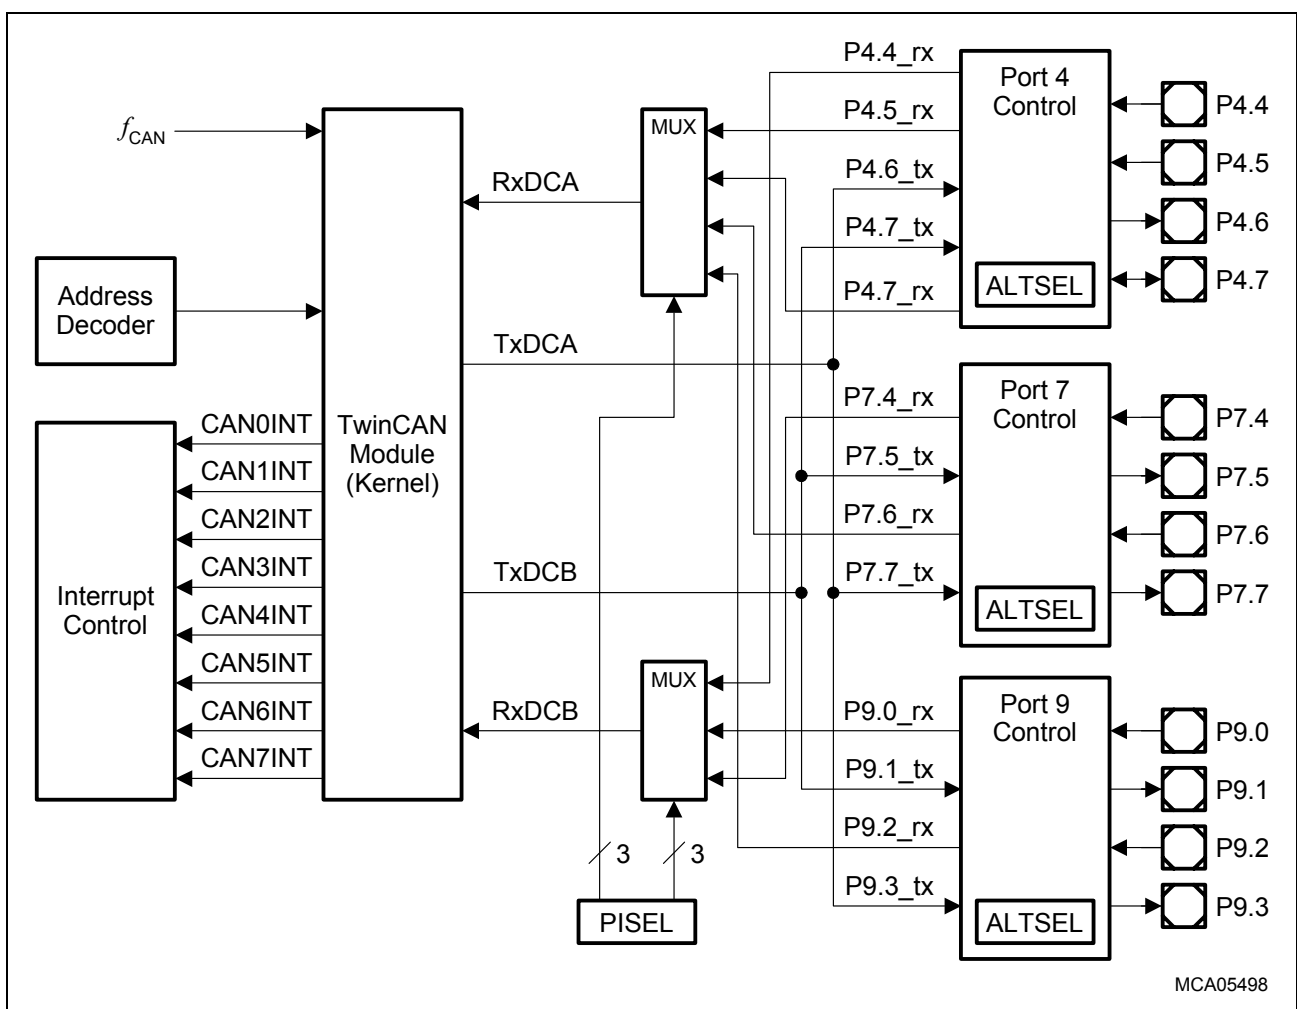 fCAN
Address
Decoder
CAN0INT
CAN1INT
CAN2INT
CAN3INT
CAN4INT
CAN5INT
CAN6INT
CAN7INT
Interrupt
Control
TwinCAN
Module
(Kernel)
RxDCA
TxDCA
TxDCB
RxDCB
MUX
MUX
3
3
PISEL
P4.4_rx
P4.5_rx
P4.6_tx
P4.7_tx
P4.7_rx
Port 4
Control
ALTSEL
P4.4
P4.5
P4.6
P4.7
P7.4_rx
P7.5_tx
P7.6_rx
P7.7_tx
Port 7
Control
ALTSEL
P7.4
P7.5
P7.6
P7.7
P9.0_rx
P9.1_tx
P9.2_rx
P9.3_tx
Port 9
Control
ALTSEL
P9.0
P9.1
P9.2
P9.3
MCA05498